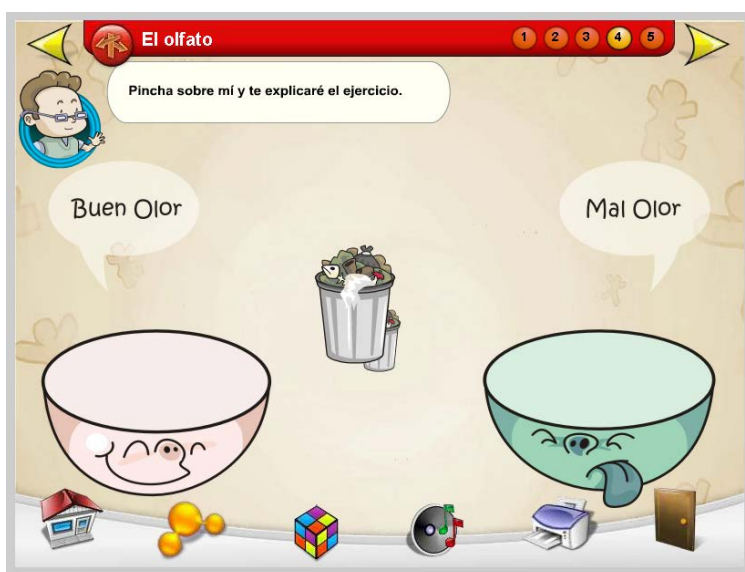 El olfato
1 2 3 4 5
Pincha sobre mí y te explicaré el ejercicio.
Buen Olor
Mal Olor